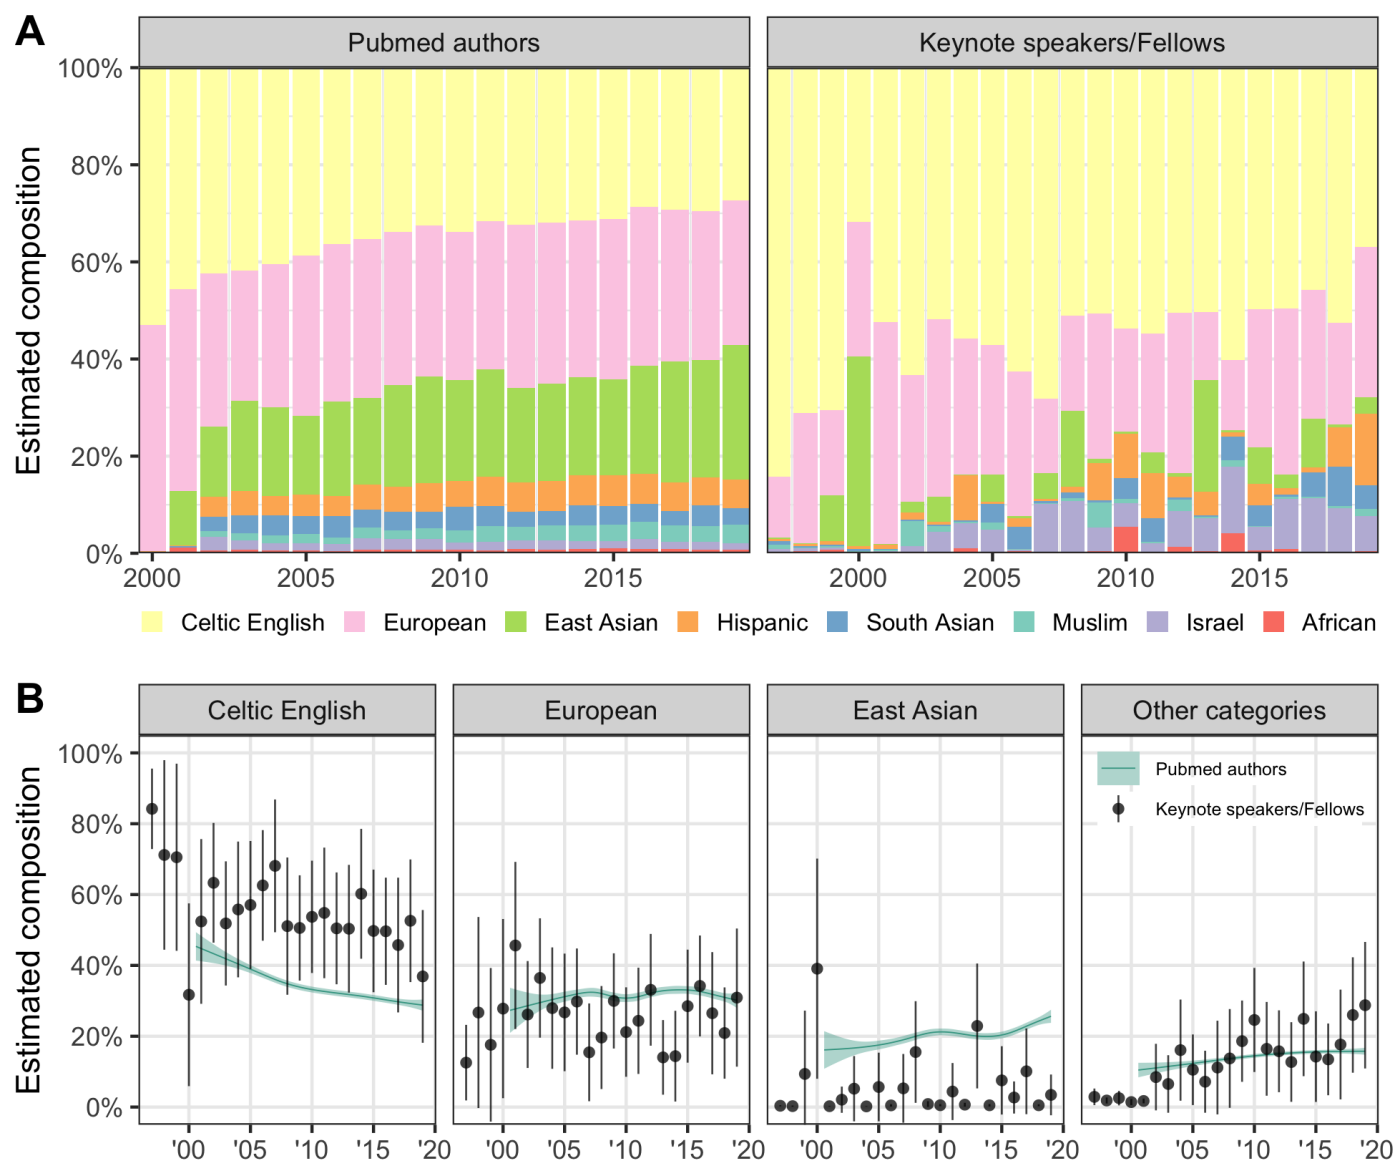 A
Pubmed authors
Keynote speakers/Fellows
Estimated composition
100%
80%
60%
40%
20%
0%
2000 2005 2010 2015
2000 2005 2010 2015
Celtic English European East Asian Hispanic South Asian Muslim Israel African
B
Celtic English
European
East Asian
Other categories
Estimated composition
100%
80%
60%
40%
20%
0%
Pubmed authors
Keynote speakers/Fellows
'00 '05 '10 '15 '20
'00 '05 '10 '15 '20
'00 '05 '10 '15 '20
'00 '05 '10 '15 '20